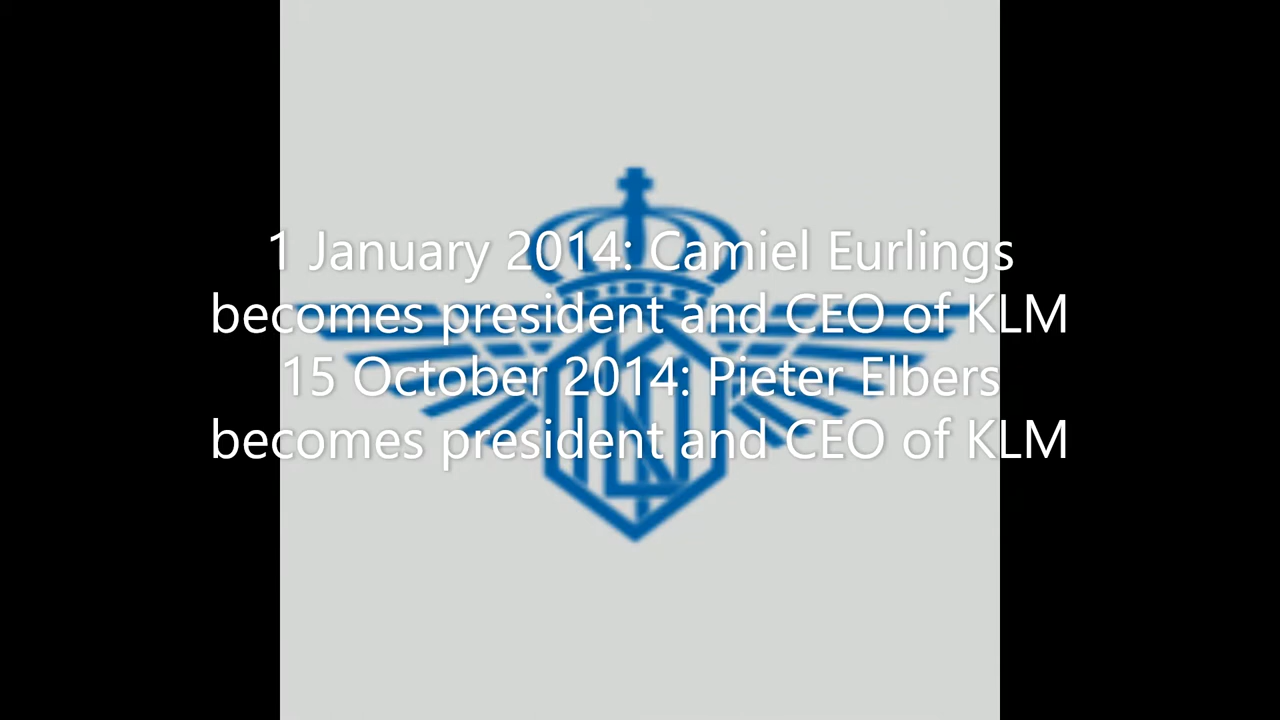 1 January 2014: Camiel Eurlings
becomes president and CEO of KLM
15 October 2014: Pieter Elbers
becomes president and CEO of KLM